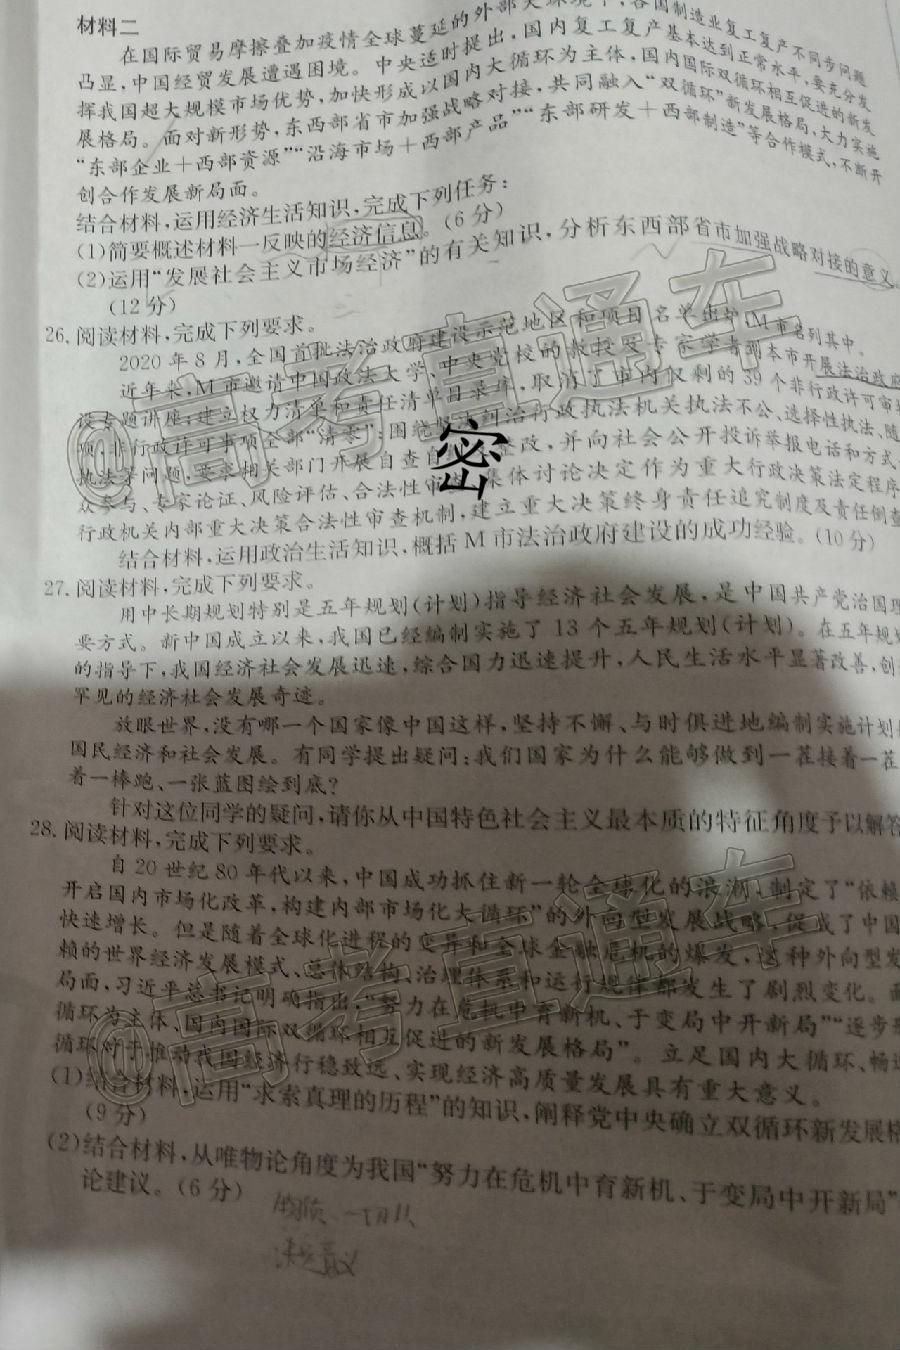 材料二
在国际贸易摩擦叠加疫情全球蔓延的外部大环境下,各国制造业复工复产不同步问题
凸显,中国经贸发展遭遇困境。中央适时提出,国内复工复产基本达到正常水平,要充分发
挥我国超大规模市场优势,加快形成以国内大循环为主体,国内国际双循环相互促进的新发
展格局。面对新形势,东西部省市加强战略对接,共同融入“双循环”新发展格局,大力实施
“东部企业＋西部资源”“沿海市场＋西部产品”“东部研发＋西部制造”等合作模式,不断开
创合作发展新局面。
结合材料,运用经济生活知识,完成下列任务:
(1)简要概述材料一反映的经济信息。(6分)
(2)运用“发展社会主义市场经济”的有关知识,分析东西部省市加强战略对接的意义
(12分)
26.阅读材料,完成下列要求。
2020年8月,全国首批法治政府建设示范地区和项目名单出炉,M市名列其中。
近年来,M市邀请中国政法大学、中央党校的教授及专家学者到本市开展法治政府
设专题讲座;建立权力清单和责任清单目录库,取消了市内仅剩的39个非行政许可审
项,非行政许可事项全部“清零”;围绕 纠治行政执法机关执法不公、选择性执法、随
执法等问题,要求相关部门开展自查自 改,并向社会公开投诉举报电话和方式
众参与、专家论证、风险评估、合法性审 集体讨论决定作为重大行政决策法定程序
行政机关内部重大决策合法性审查机制,建立重大决策终身责任追究制度及责任倒查
结合材料,运用政治生活知识,概括M市法治政府建设的成功经验。(10分)
27.阅读材料,完成下列要求。
用中长期规划特别是五年规划(计划)指导经济社会发展,是中国共产党治国理
要方式。新中国成立以来,我国已经编制实施了13个五年规划(计划)。在五年规划
的指导下,我国经济社会发展迅速,综合国力迅速提升,人民生活水平显著改善,创
罕见的经济社会发展奇迹。
放眼世界,没有哪一个国家像中国这样,坚持不懈、与时俱进地编制实施计划
国民经济和社会发展。有同学提出疑问:我们国家为什么能够做到一茬接着一茬
着一棒跑、一张蓝图绘到底?
针对这位同学的疑问,请你从中国特色社会主义最本质的特征角度予以解答
28.阅读材料,完成下列要求。
自20世纪80年代以来,中国成功抓住新一轮全球化的浪潮,制定了“依赖
开启国内市场化改革,构建内部市场化大循环”的外向型发展战略,促成了中国
快速增长。但是随着全球化进程的变异和全球金融危机的爆发,这种外向型发
赖的世界经济发展模式、总体结构、治理体系和运行规律都发生了剧烈变化。面
局面,习近平总书记明确指出,“努力在危机中育新机、于变局中开新局”“逐步形
循环为主体、国内国际双循环相互促进的新发展格局”。立足国内大循环、畅通
循环对于推动我国经济行稳致远、实现经济高质量发展具有重大意义。
(1)结合材料,运用“求索真理的历程”的知识,阐释党中央确立双循环新发展格
(9分)
(2)结合材料,从唯物论角度为我国“努力在危机中育新机、于变局中开新局”
论建议。(6分)
密
@高考直通车
@高考直通车